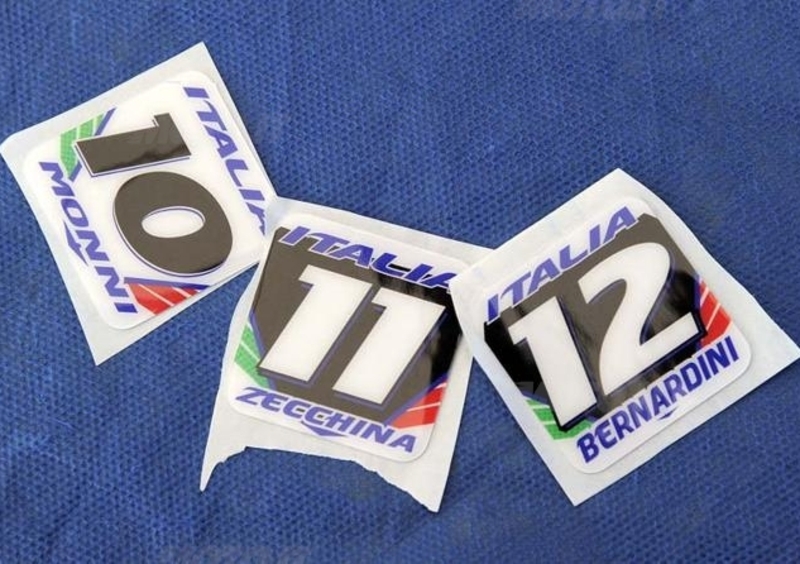 ITALIA
10
MONNI
ITALIA
11
ZECCHINA
ITALIA
12
BERNARDINI